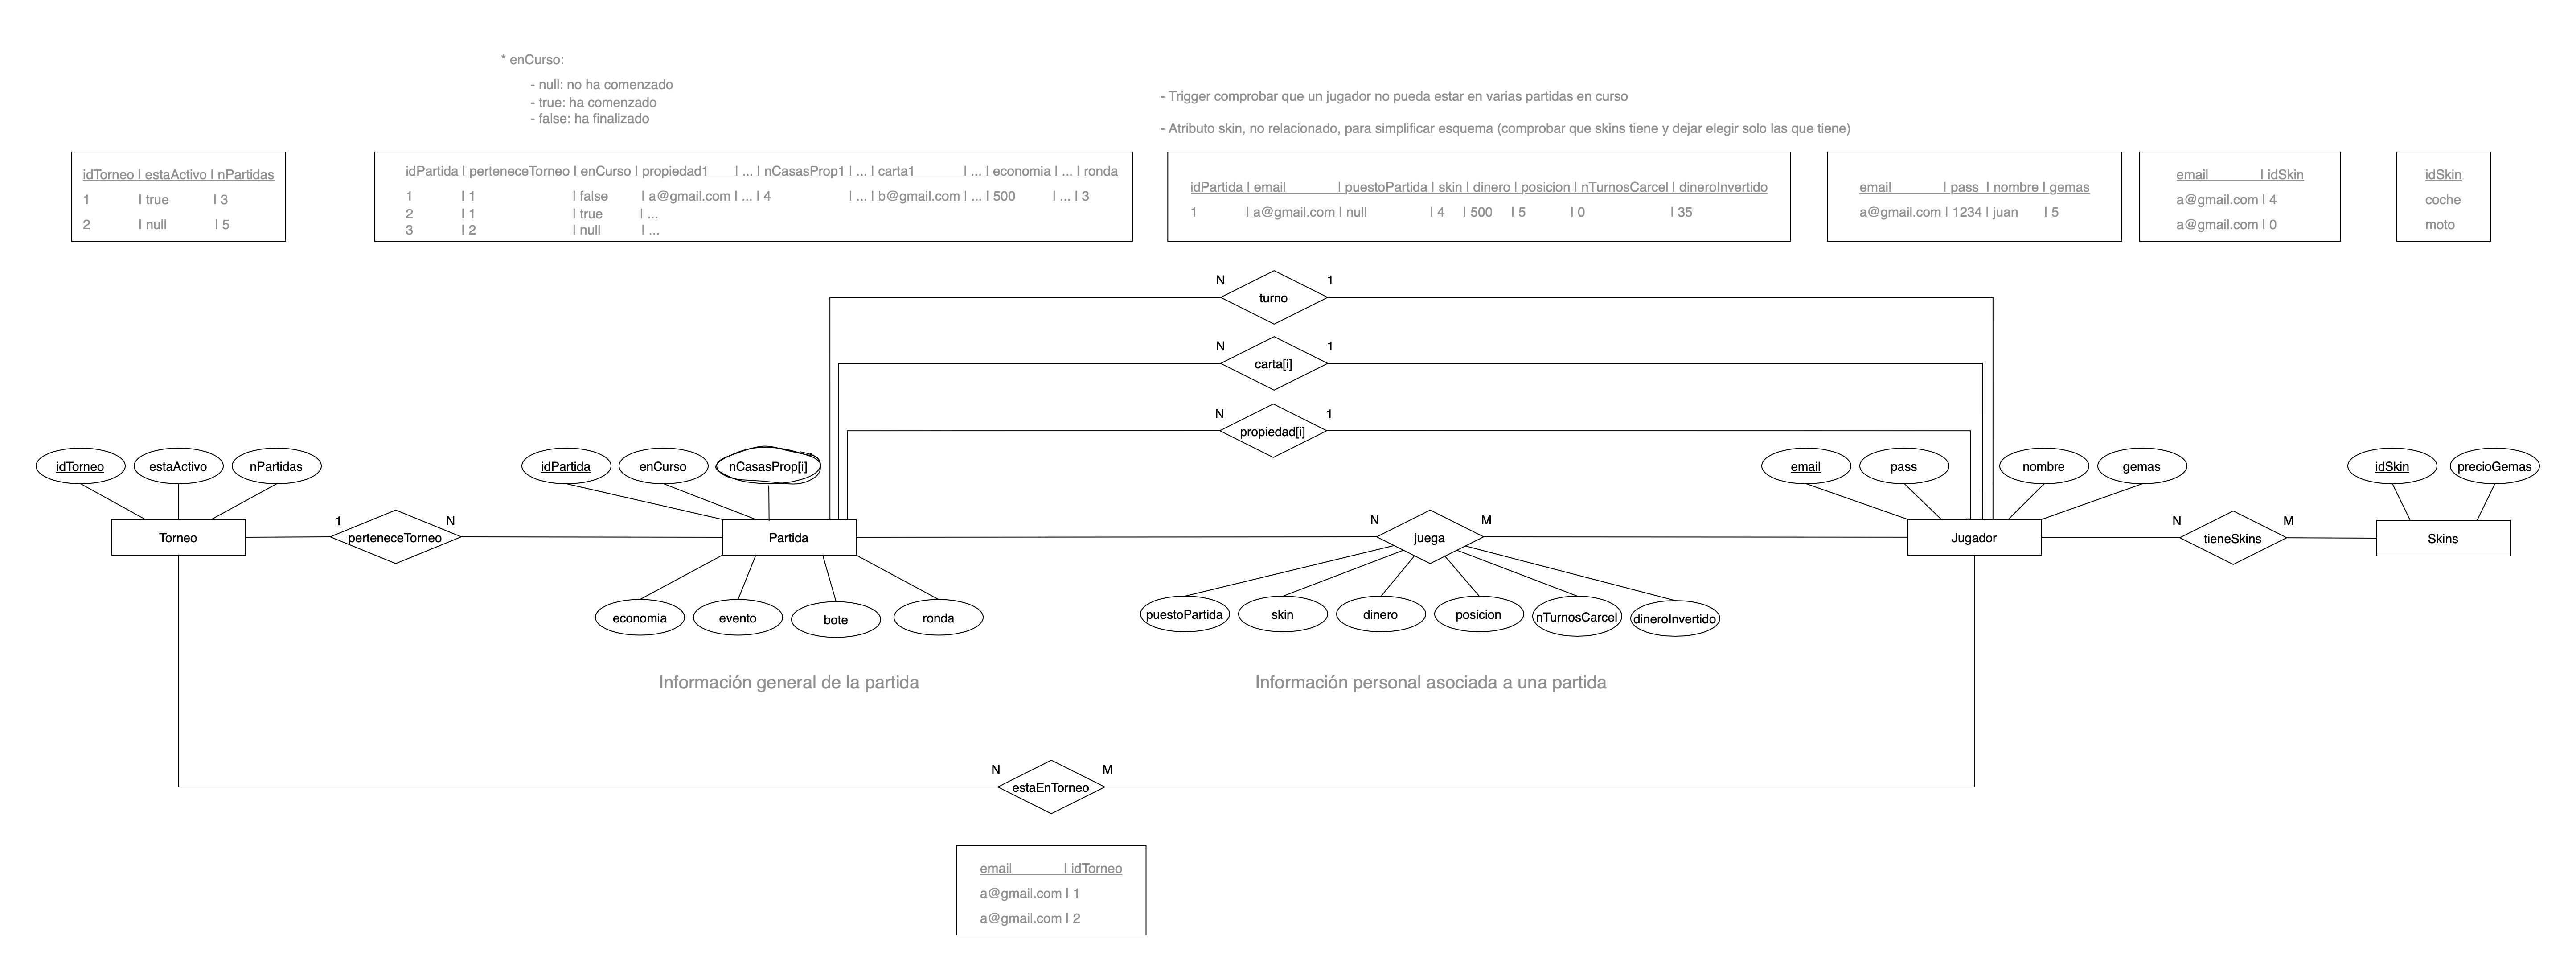 * enCurso:
- null: no ha comenzado
- true: ha comenzado
- false: ha finalizado
- Trigger comprobar que un jugador no pueda estar en varias partidas en curso
- Atributo skin, no relacionado, para simplificar esquema (comprobar que skins tiene y dejar elegir solo las que tiene)
idTorneo | estaActivo | nPartidas
1 | true | 3
2 | null | 5
idPartida | perteneceTorneo | enCurso | propiedad1 | ... | nCasasProp1 | ... | carta1 | ... | economia | ... | ronda
1 | 1 | false | a@gmail.com | ... | 4 | ... | b@gmail.com | ... | 500 | ... | 3
2 | 1 | true | ...
3 | 2 | null | ...
idPartida | email | puestoPartida | skin | dinero | posicion | nTurnosCarcel | dineroInvertido
1 | a@gmail.com | null | 4 | 500 | 5 | 0 | 35
email | pass | nombre | gemas
a@gmail.com | 1234 | juan | 5
email | idSkin
a@gmail.com | 4
a@gmail.com | 0
idSkin
coche
moto
N turno 1
N carta[i] 1
N propiedad[i] 1
idTorneo estaActivo nPartidas
idPartida enCurso nCasasProp[i]
email pass nombre gemas
idSkin precioGemas
Torneo 1 perteneceTorneo N Partida N juega M Jugador N tieneSkins M Skins
economia evento bote ronda
puestoPartida skin dinero posicion nTurnosCarcel dineroInvertido
Información general de la partida
Información personal asociada a una partida
N estaEnTorneo M
email | idTorneo
a@gmail.com | 1
a@gmail.com | 2